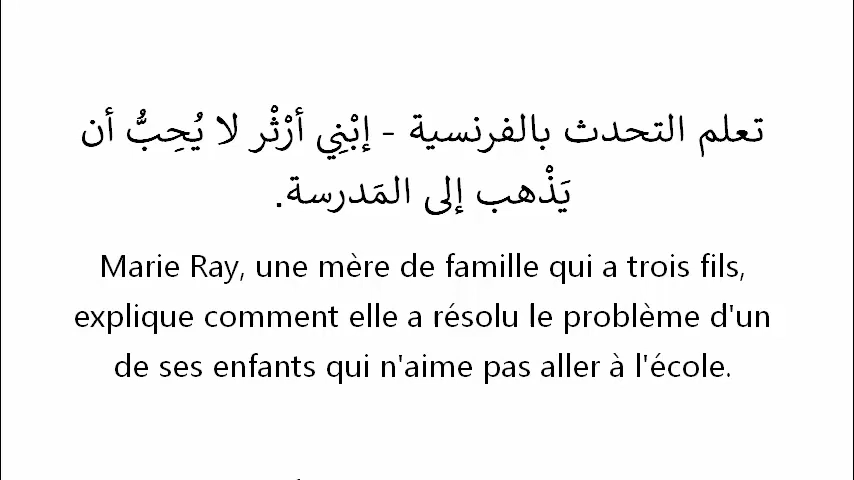 تعلم التحدث بالفرنسية - إبْنِي أرْثْر لا يُحِبُّ أن
يَذْهب إلى المَدرسة.
Marie Ray, une mère de famille qui a trois fils,
explique comment elle a résolu le problème d'un
de ses enfants qui n'aime pas aller à l'école.